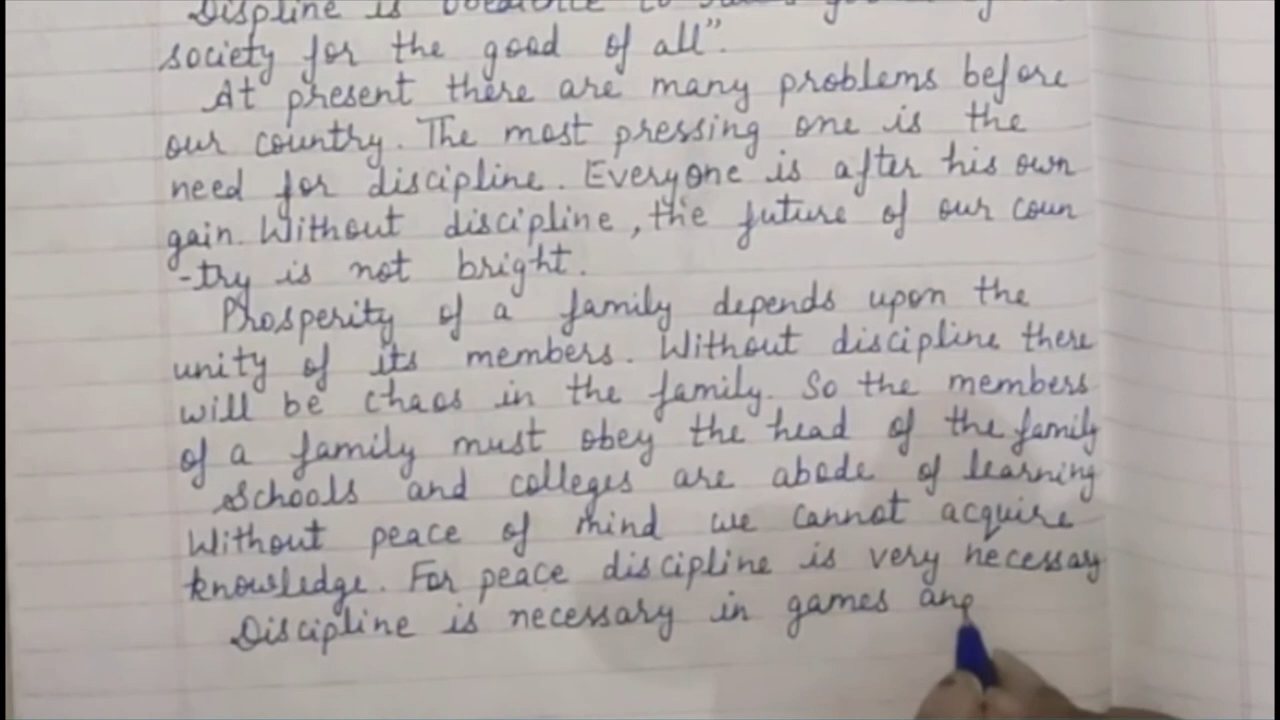 Displine is obedience to
society for the good of all".
At present there are many problems before
our country. The most pressing one is the
need for discipline. Everyone is after his own
gain. Without discipline, the future of our coun
-try is not bright.
Prosperity of a family depends upon the
unity of its members. Without discipline there
will be chaos in the family. So the members
of a family must obey the head of the family
Schools and colleges are abode of learning
Without peace of mind we cannot acquire
knowledge. For peace discipline is very necessary
Discipline is necessary in games an